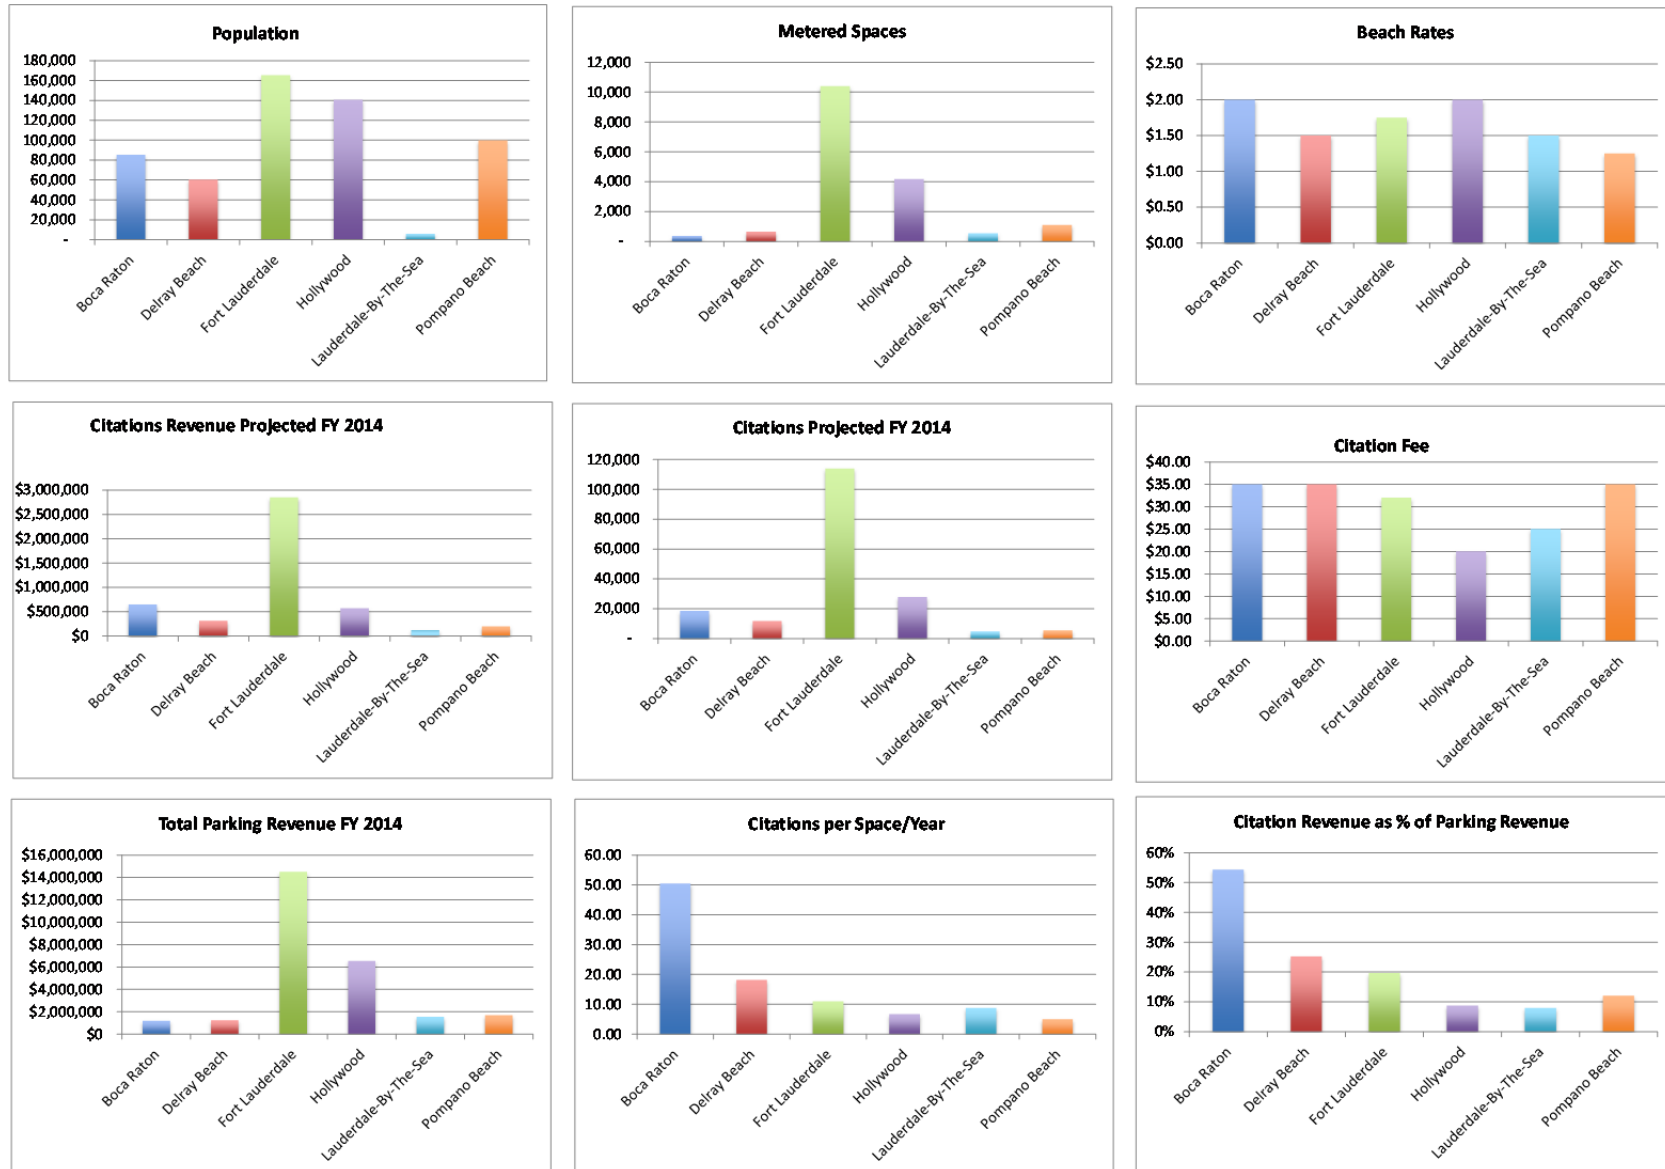 Population
180,000
160,000
140,000
120,000
100,000
80,000
60,000
40,000
20,000
-
Boca Raton
Delray Beach
Fort Lauderdale
Hollywood
Lauderdale-By-The-Sea
Pompano Beach
Metered Spaces
12,000
10,000
8,000
6,000
4,000
2,000
-
Boca Raton
Delray Beach
Fort Lauderdale
Hollywood
Lauderdale-By-The-Sea
Pompano Beach
Beach Rates
$2.50
$2.00
$1.50
$1.00
$0.50
$0.00
Boca Raton
Delray Beach
Fort Lauderdale
Hollywood
Lauderdale-By-The-Sea
Pompano Beach
Citations Revenue Projected FY 2014
$3,000,000
$2,500,000
$2,000,000
$1,500,000
$1,000,000
$500,000
$0
Boca Raton
Delray Beach
Fort Lauderdale
Hollywood
Lauderdale-By-The-Sea
Pompano Beach
Citations Projected FY 2014
120,000
100,000
80,000
60,000
40,000
20,000
-
Boca Raton
Delray Beach
Fort Lauderdale
Hollywood
Lauderdale-By-The-Sea
Pompano Beach
Citation Fee
$40.00
$35.00
$30.00
$25.00
$20.00
$15.00
$10.00
$5.00
$0.00
Boca Raton
Delray Beach
Fort Lauderdale
Hollywood
Lauderdale-By-The-Sea
Pompano Beach
Total Parking Revenue FY 2014
$16,000,000
$14,000,000
$12,000,000
$10,000,000
$8,000,000
$6,000,000
$4,000,000
$2,000,000
$0
Boca Raton
Delray Beach
Fort Lauderdale
Hollywood
Lauderdale-By-The-Sea
Pompano Beach
Citations per Space/Year
60.00
50.00
40.00
30.00
20.00
10.00
0.00
Boca Raton
Delray Beach
Fort Lauderdale
Hollywood
Lauderdale-By-The-Sea
Pompano Beach
Citation Revenue as % of Parking Revenue
60%
50%
40%
30%
20%
10%
0%
Boca Raton
Delray Beach
Fort Lauderdale
Hollywood
Lauderdale-By-The-Sea
Pompano Beach